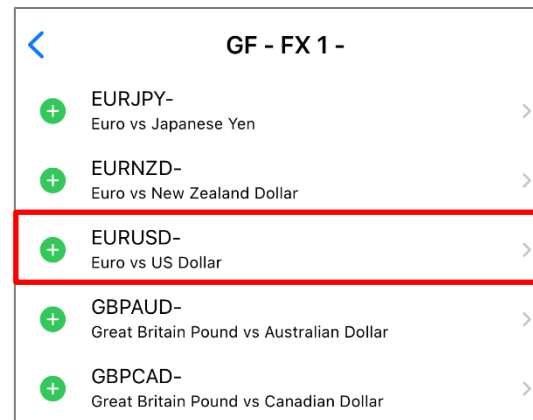 GF - FX 1 -
EURJPY-
Euro vs Japanese Yen
EURNZD-
Euro vs New Zealand Dollar
EURUSD-
Euro vs US Dollar
GBPAUD-
Great Britain Pound vs Australian Dollar
GBPCAD-
Great Britain Pound vs Canadian Dollar